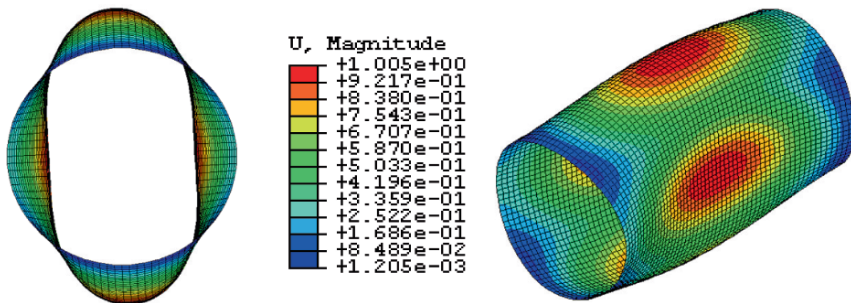 U, Magnitude
+1.005e+00
+9.217e-01
+8.380e-01
+7.543e-01
+6.707e-01
+5.870e-01
+5.033e-01
+4.196e-01
+3.359e-01
+2.522e-01
+1.686e-01
+8.489e-02
+1.205e-03